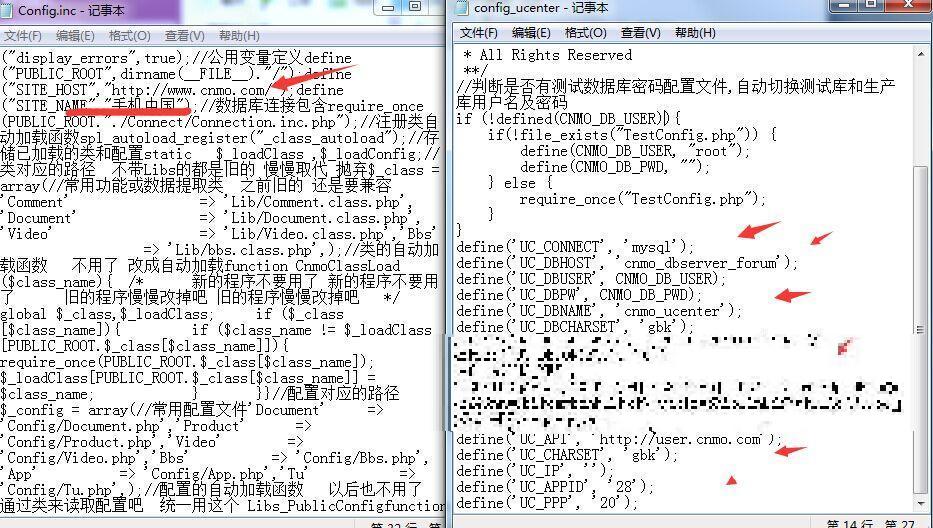 Config.inc - 记事本
文件(F) 编辑(E) 格式(O) 查看(V) 帮助(H)
("display_errors",true);//公用变量定义define
("PUBLIC_ROOT",dirname(__FILE__)."/");define
("SITE_HOST","http://www.cnmo.com/");define
("SITE_NAME","手机中国");//数据库连接包含require_once
(PUBLIC_ROOT."./Connect/Connection.inc.php");//注册类自
动加载函数spl_autoload_register("_class_autoload");//存
储已加载的类和配置static $_loadClass ,$_loadConfig;//
类对应的路径 不带Libs的都是旧的 慢慢取代 抛弃$_class =
array(//常用功能或数据提取类 之前旧的 还是要兼容
'Comment' => 'Lib/Comment.class.php',
'Document' => 'Lib/Document.class.php',
'Video' => 'Lib/Video.class.php','Bbs'
=> 'Lib/bbs.class.php',);//类的自动加
载函数 不用了 改成自动加载function CnmoClassLoad
($class_name){ /* 新的程序不要用了 新的程序不要用
了 旧的程序慢慢改掉吧 旧的程序慢慢改掉吧 */
global $_class,$_loadClass; if ($_class
[$class_name]){ if ($class_name != $_loadClass
[PUBLIC_ROOT.$_class[$class_name]]){
require_once(PUBLIC_ROOT.$_class[$class_name]);
$_loadClass[PUBLIC_ROOT.$_class[$class_name]] =
$class_name; } }}//配置对应的路径
$_config = array(//常用配置文件'Document' =>
'Config/Document.php','Product' =>
'Config/Product.php','Video' =>
'Config/Video.php','Bbs' => 'Config/Bbs.php',
'App' => 'Config/App.php','Tu' =>
'Config/Tu.php',);//配置的自动加载函数 以后也不用了
通过类来读取配置吧 统一用这个 Libs_PublicConfigfunction
config_ucenter - 记事本
文件(F) 编辑(E) 格式(O) 查看(V) 帮助(H)
* All Rights Reserved
**/
//判断是否有测试数据库密码配置文件,自动切换测试库和生产
库用户名及密码
if (!defined(CNMO_DB_USER)){
if(!file_exists("TestConfig.php")) {
define(CNMO_DB_USER, "root");
define(CNMO_DB_PWD, "");
} else {
require_once("TestConfig.php");
}
}
define('UC_CONNECT', 'mysql');
define('UC_DBHOST', 'cnmo_dbserver_forum');
define('UC_DBUSER', CNMO_DB_USER);
define('UC_DBPW', CNMO_DB_PWD);
define('UC_DBNAME', 'cnmo_ucenter');
define('UC_DBCHARSET', 'gbk');
define('UC_API', 'http://user.cnmo.com');
define('UC_CHARSET', 'gbk');
define('UC_IP', '');
define('UC_APPID', '28');
define('UC_PPP', '20');
第 14 行, 第 27